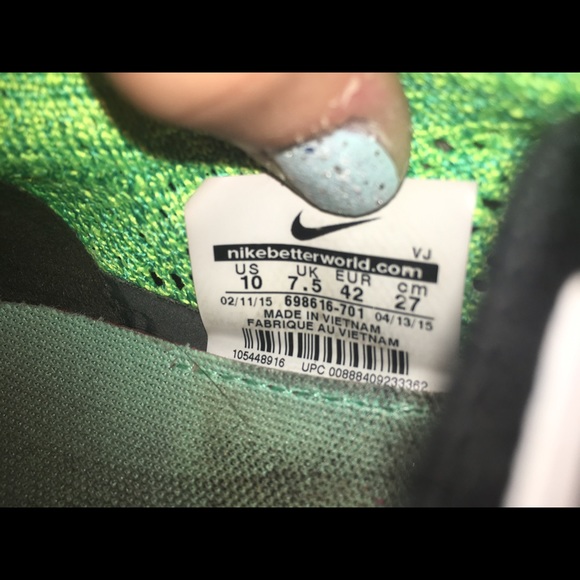 VJ
nikebetterworld.com
US UK EUR cm
10 7.5 42 27
02/11/15 698616-701 04/13/15
MADE IN VIETNAM
FABRIQUE AU VIETNAM
105448916 UPC 00888409233362